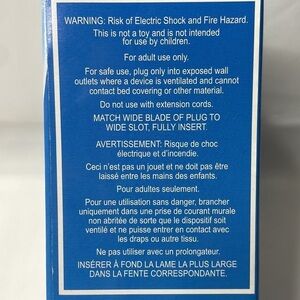 WARNING: Risk of Electric Shock and Fire Hazard.
This is not a toy and is not intended
for use by children.
For adult use only.
For safe use, plug only into exposed wall
outlets where a device is ventilated and cannot
contact bed covering or other material.
Do not use with extension cords.
MATCH WIDE BLADE OF PLUG TO
WIDE SLOT, FULLY INSERT.
AVERTISSEMENT: Risque de choc
électrique et d'incendie.
Ceci n'est pas un jouet et ne doit pas être
laissé entre les mains des enfants.
Pour adultes seulement.
Pour une utilisation sans danger, brancher
uniquement dans une prise de courant murale
non abritée de sorte que le dispositif soit
ventilé et ne puisse entrer en contact avec
les draps ou autre tissu.
Ne pas utiliser avec un prolongateur.
INSÉRER À FOND LA LAME LA PLUS LARGE
DANS LA FENTE CORRESPONDANTE.